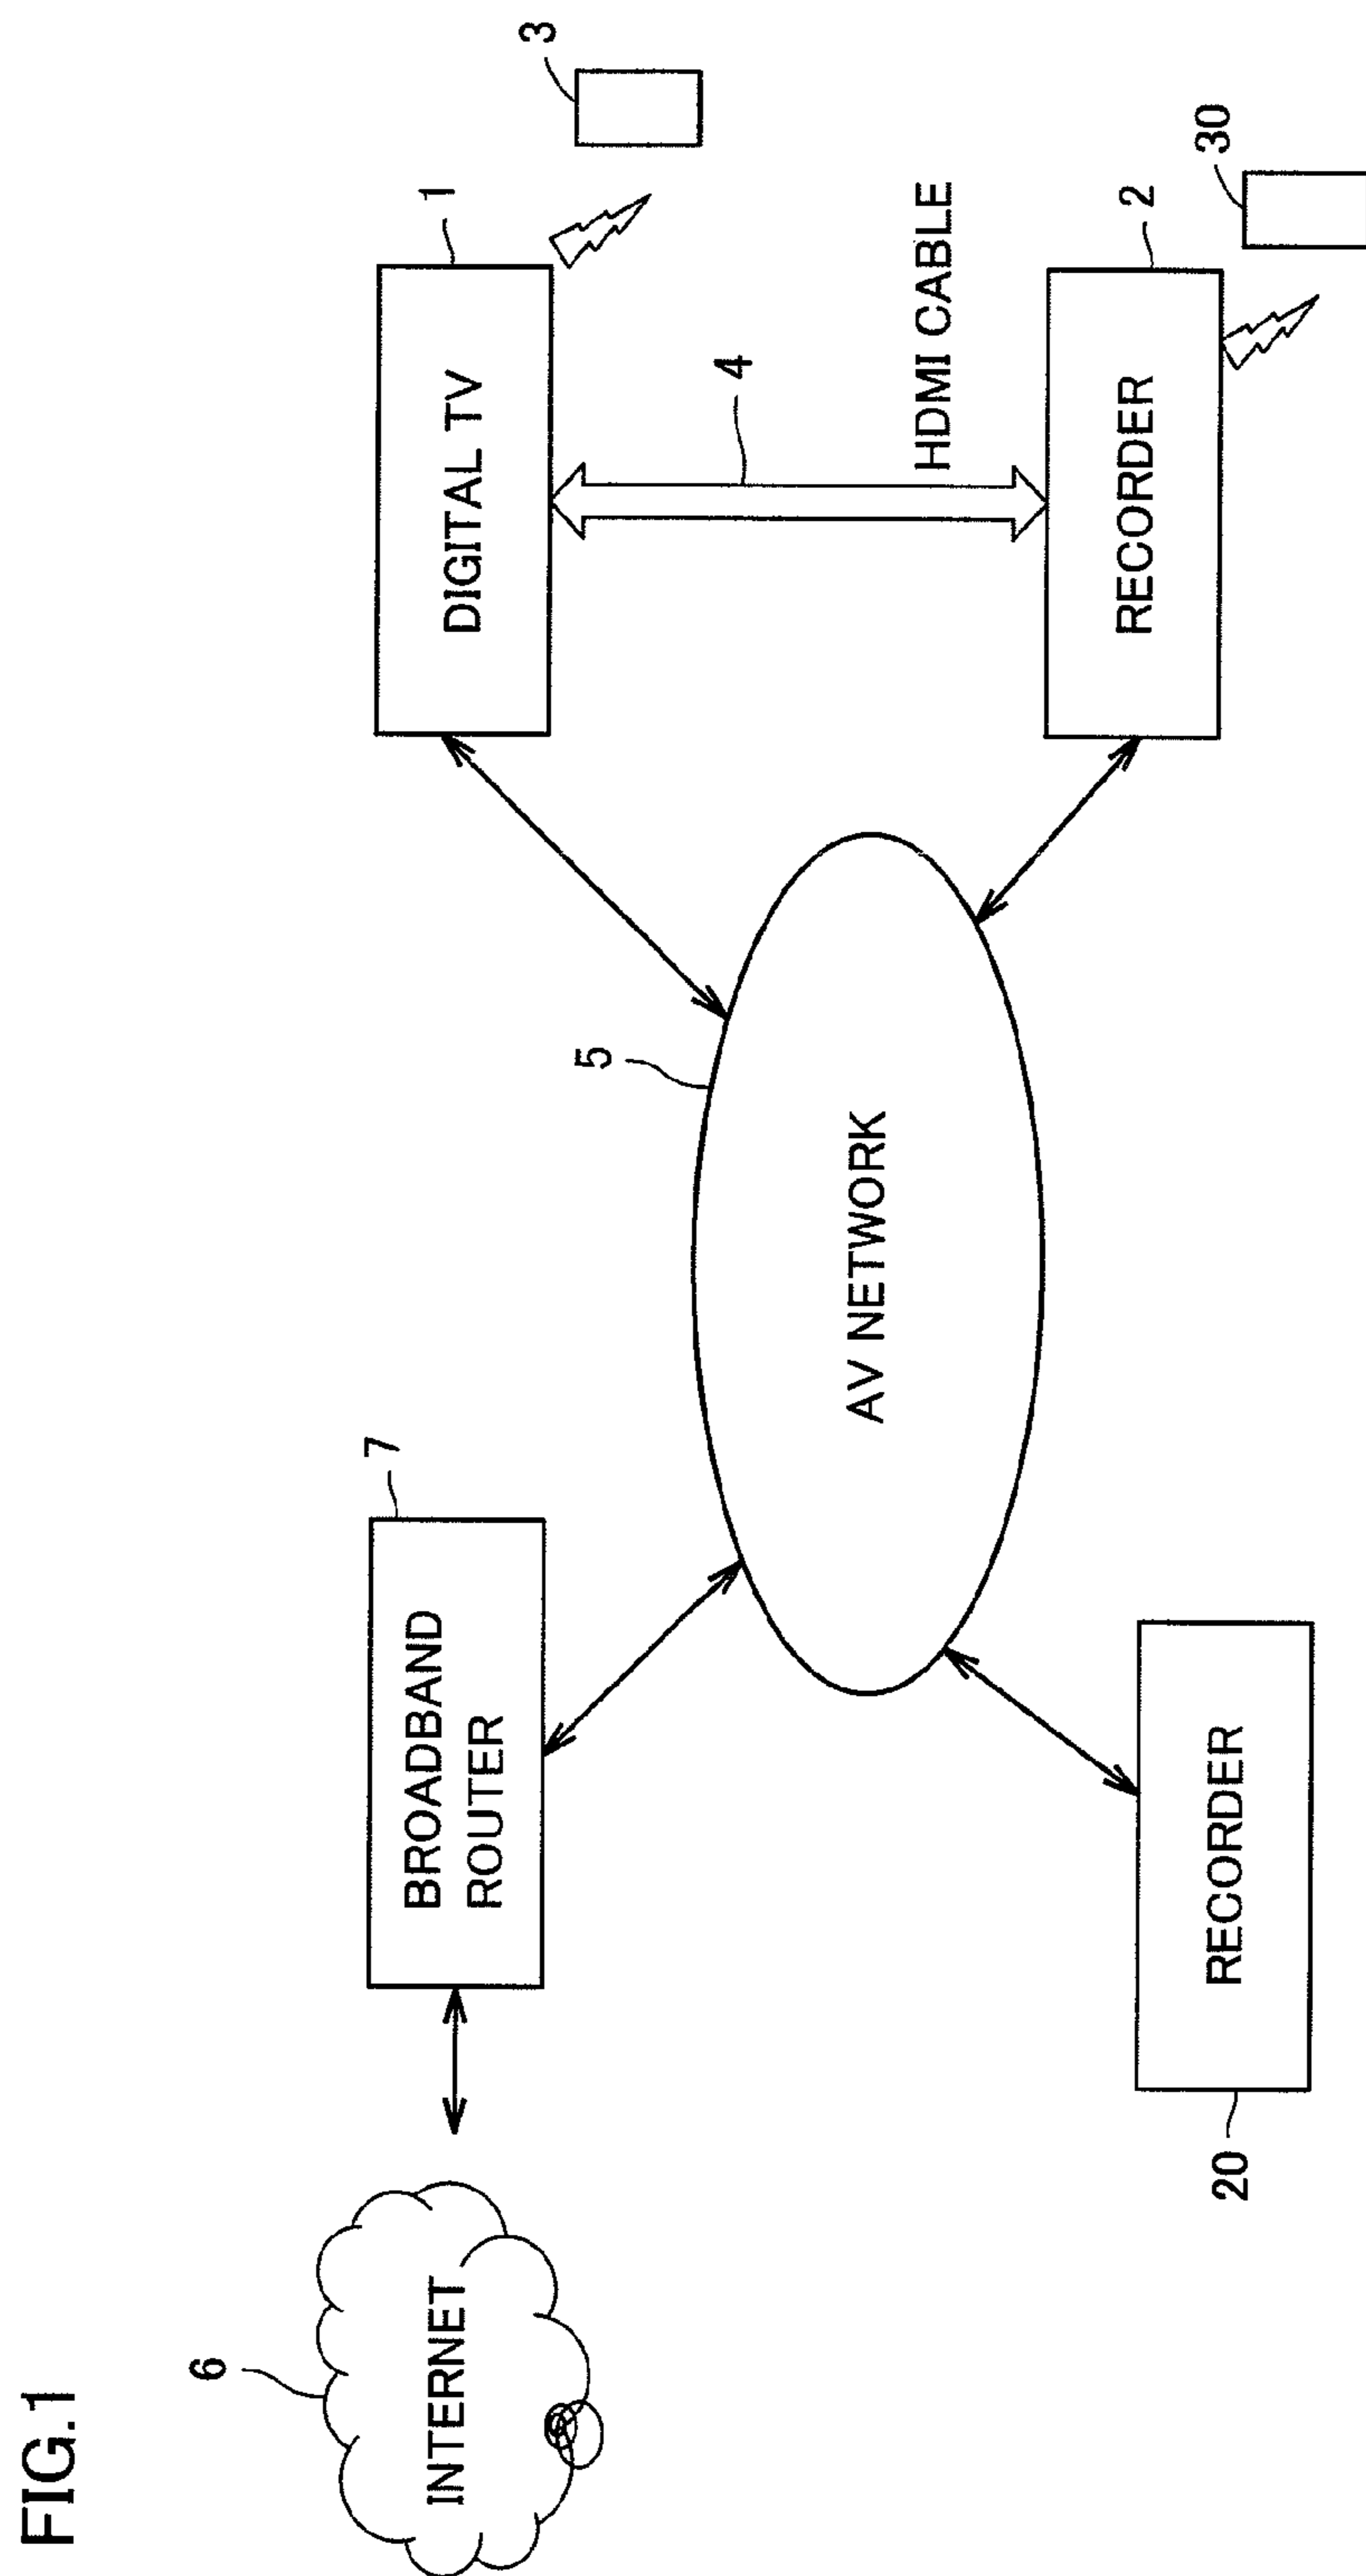 FIG.1
6
INTERNET
7
BROADBAND
ROUTER
20
RECORDER
5
AV NETWORK
1
DIGITAL TV
3
4
HDMI CABLE
2
RECORDER
30